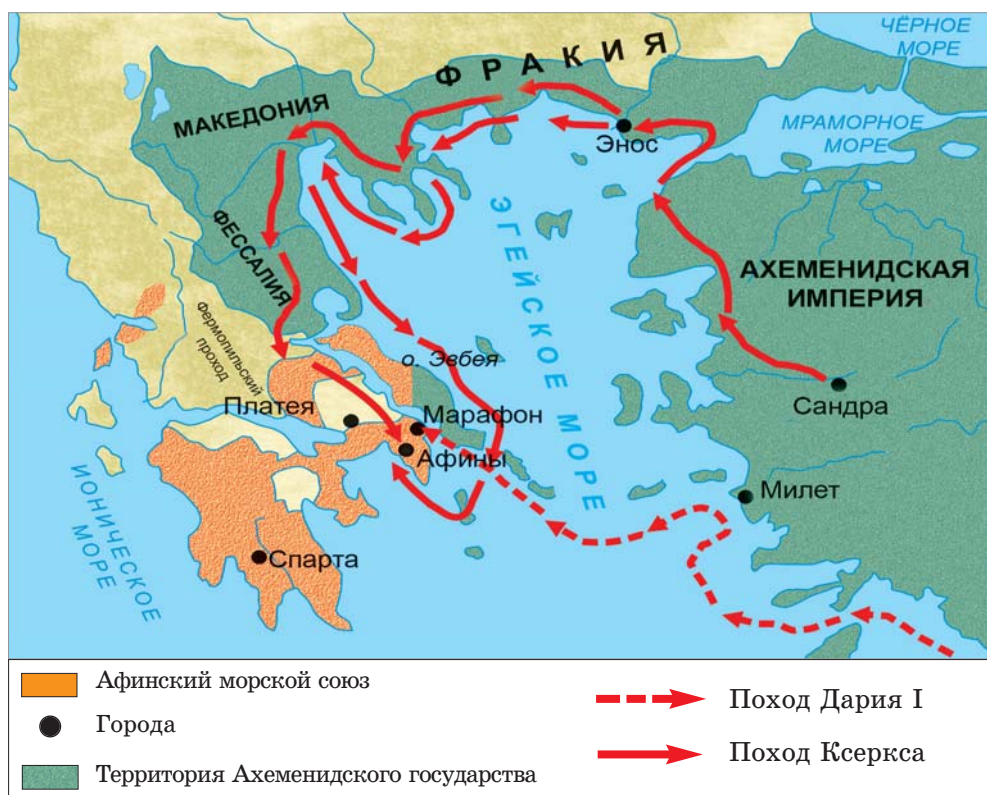 ЧЁРНОЕ
МОРЕ
ФРАКИЯ
МАКЕДОНИЯ
МРАМОРНОЕ
МОРЕ
Энос
ФЕССАЛИЯ
ЭГЕЙСКОЕ МОРЕ
АХЕМЕНИДСКАЯ
ИМПЕРИЯ
Фермопильский
проход
о. Эвбея
Сандра
Платея
Марафон
Афины
Милет
ИОНИЧЕСКОЕ
МОРЕ
Спарта
Афинский морской союз
Города
Территория Ахеменидского государства
Поход Дария I
Поход Ксеркса